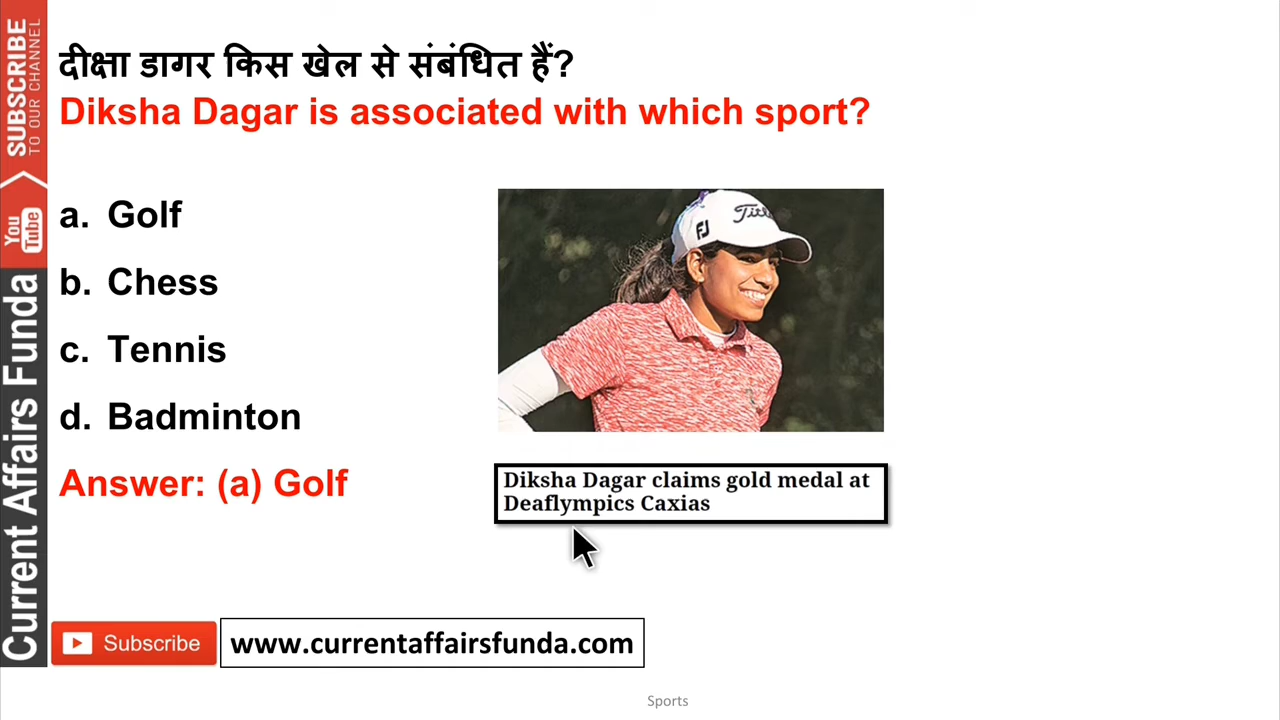 दीक्षा डागर किस खेल से संबंधित हैं?
Diksha Dagar is associated with which sport?
a. Golf
b. Chess
c. Tennis
d. Badminton
Answer: (a) Golf
FJ
Diksha Dagar claims gold medal at
Deaflympics Caxias
SUBSCRIBE
TO OUR CHANNEL
You
Tube
Current Affairs Funda
Subscribe
www.currentaffairsfunda.com
Sports